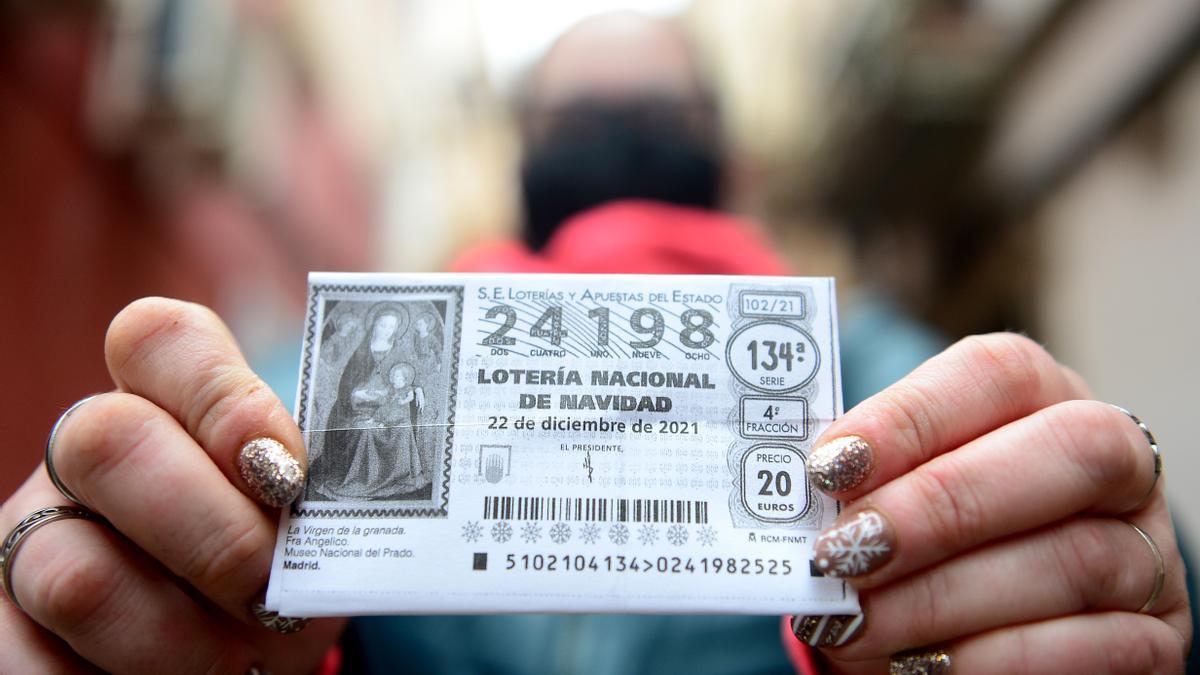 S.E. LOTERÍAS Y APUESTAS DEL ESTADO
24198
DOS CUATRO UNO NUEVE OCHO
LOTERÍA NACIONAL
DE NAVIDAD
22 de diciembre de 2021
EL PRESIDENTE,
102/21
134ª
SERIE
4ª
FRACCIÓN
PRECIO
20
EUROS
RCM-FNMT
5102104134>0241982525
La Virgen de la granada.
Fra Angelico.
Museo Nacional del Prado.
Madrid.